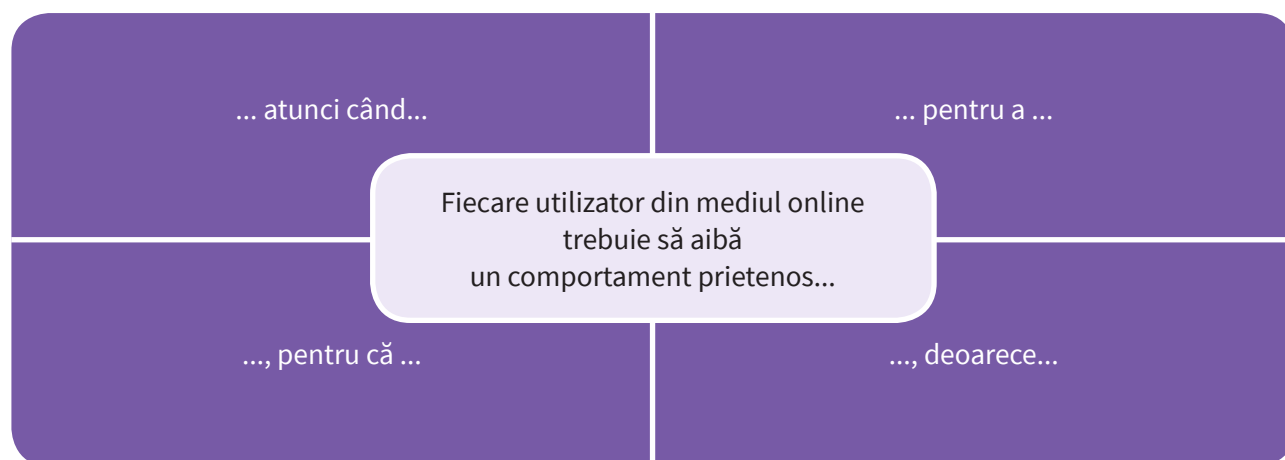 ... atunci când...
... pentru a ...
Fiecare utilizator din mediul online
trebuie să aibă
un comportament prietenos...
..., pentru că ...
..., deoarece...